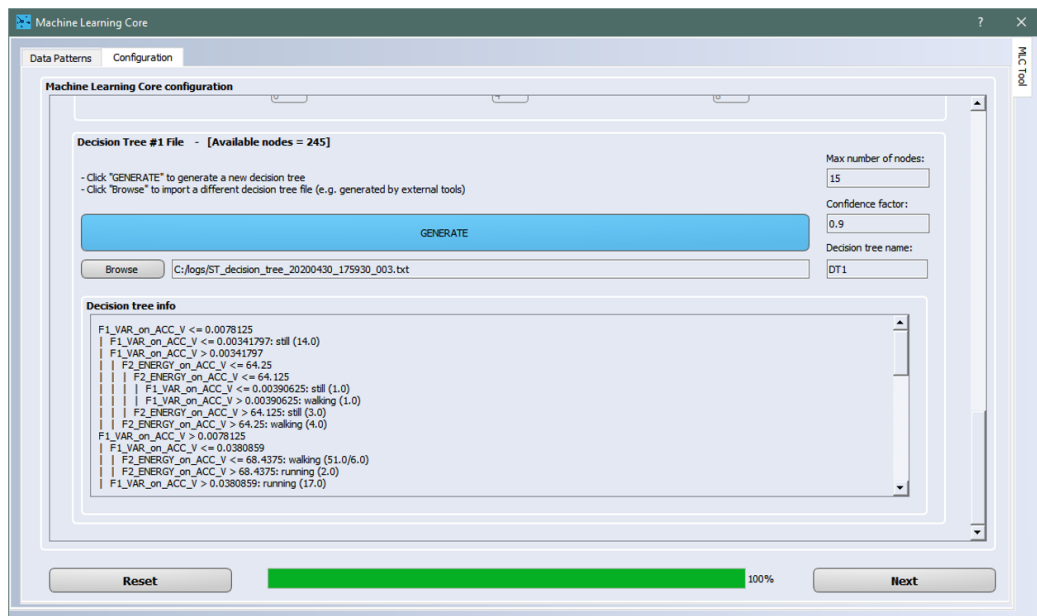 Machine Learning Core
? ×
MLC Tool
Data Patterns Configuration
Machine Learning Core configuration
Decision Tree #1 File - [Available nodes = 245]
- Click "GENERATE" to generate a new decision tree
- Click "Browse" to import a different decision tree file (e.g. generated by external tools)
Max number of nodes:
15
Confidence factor:
0.9
GENERATE
Decision tree name:
Browse C:/logs/ST_decision_tree_20200430_175930_003.txt DT1
Decision tree info
F1_VAR_on_ACC_V <= 0.0078125
| F1_VAR_on_ACC_V <= 0.00341797: still (14.0)
| F1_VAR_on_ACC_V > 0.00341797
| | F2_ENERGY_on_ACC_V <= 64.25
| | | F2_ENERGY_on_ACC_V <= 64.125
| | | | F1_VAR_on_ACC_V <= 0.00390625: still (1.0)
| | | | F1_VAR_on_ACC_V > 0.00390625: walking (1.0)
| | | F2_ENERGY_on_ACC_V > 64.125: still (3.0)
| | F2_ENERGY_on_ACC_V > 64.25: walking (4.0)
F1_VAR_on_ACC_V > 0.0078125
| F1_VAR_on_ACC_V <= 0.0380859
| | F2_ENERGY_on_ACC_V <= 68.4375: walking (51.0/6.0)
| | F2_ENERGY_on_ACC_V > 68.4375: running (2.0)
| F1_VAR_on_ACC_V > 0.0380859: running (17.0)
Reset 100% Next